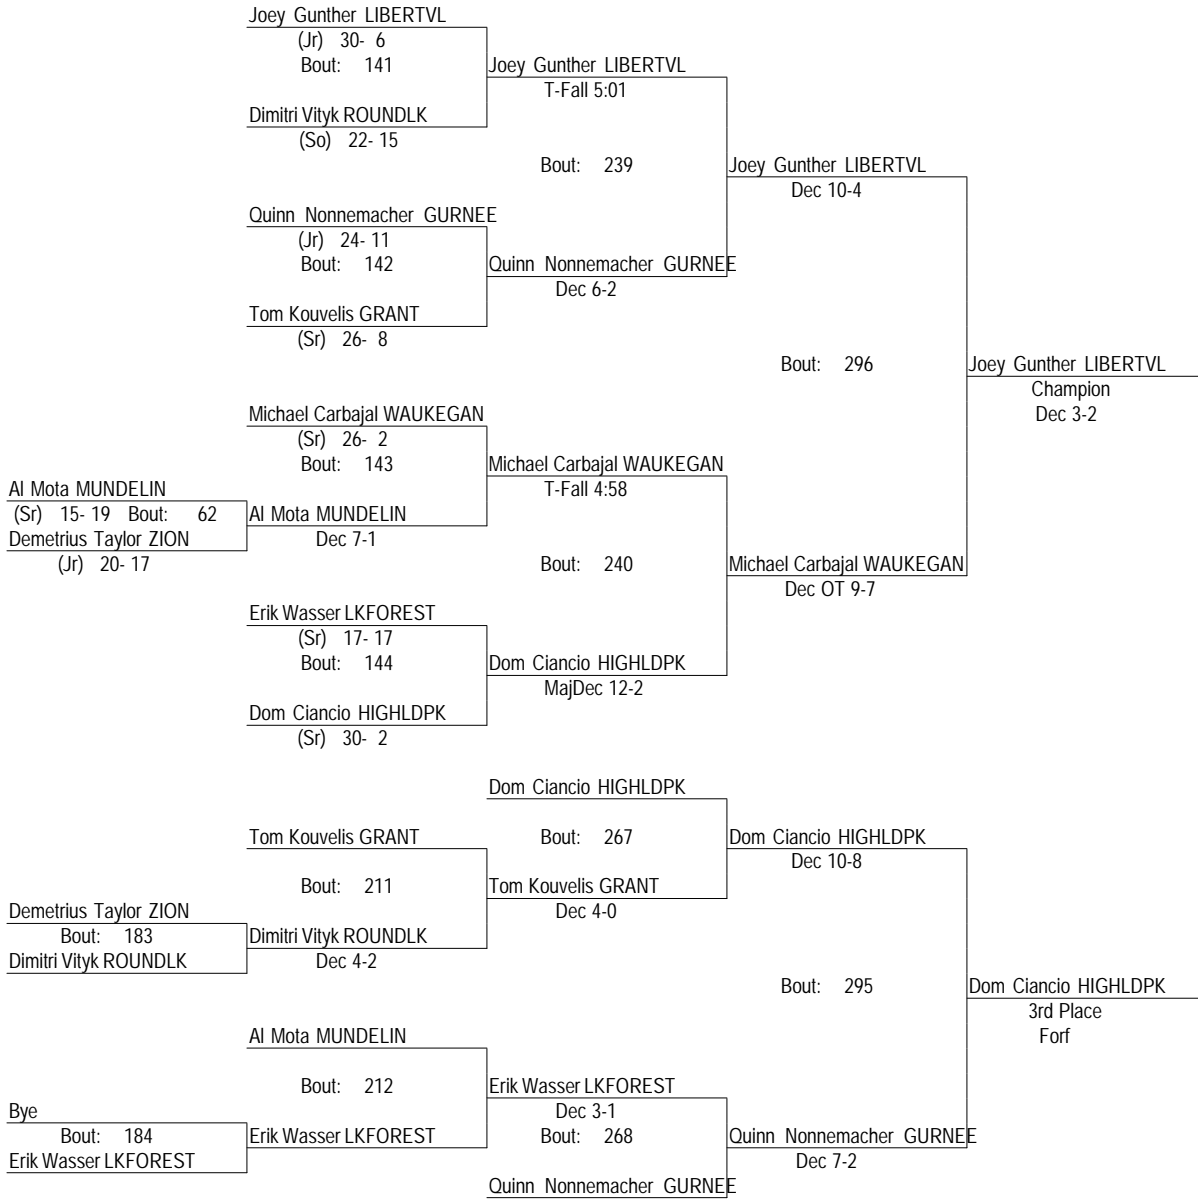 Joey Gunther LIBERTVL
(Jr) 30- 6
Bout: 141
Joey Gunther LIBERTVL
T-Fall 5:01
Dimitri Vityk ROUNDLK
(So) 22- 15
Bout: 239
Joey Gunther LIBERTVL
Dec 10-4
Quinn Nonnemacher GURNEE
(Jr) 24- 11
Bout: 142
Quinn Nonnemacher GURNEE
Dec 6-2
Tom Kouvelis GRANT
(Sr) 26- 8
Bout: 296
Joey Gunther LIBERTVL
Champion
Dec 3-2
Michael Carbajal WAUKEGAN
(Sr) 26- 2
Bout: 143
Michael Carbajal WAUKEGAN
T-Fall 4:58
Al Mota MUNDELIN
(Sr) 15- 19 Bout: 62
Al Mota MUNDELIN
Dec 7-1
Demetrius Taylor ZION
(Jr) 20- 17
Bout: 240
Michael Carbajal WAUKEGAN
Dec OT 9-7
Erik Wasser LKFOREST
(Sr) 17- 17
Bout: 144
Dom Ciancio HIGHLDPK
MajDec 12-2
Dom Ciancio HIGHLDPK
(Sr) 30- 2
Dom Ciancio HIGHLDPK
Tom Kouvelis GRANT
Bout: 267
Dom Ciancio HIGHLDPK
Dec 10-8
Bout: 211
Tom Kouvelis GRANT
Dec 4-0
Demetrius Taylor ZION
Bout: 183
Dimitri Vityk ROUNDLK
Dec 4-2
Dimitri Vityk ROUNDLK
Bout: 295
Dom Ciancio HIGHLDPK
3rd Place
Forf
Al Mota MUNDELIN
Bout: 212
Erik Wasser LKFOREST
Dec 3-1
Bye
Bout: 184
Erik Wasser LKFOREST
Erik Wasser LKFOREST
Bout: 268
Quinn Nonnemacher GURNEE
Dec 7-2
Quinn Nonnemacher GURNEE